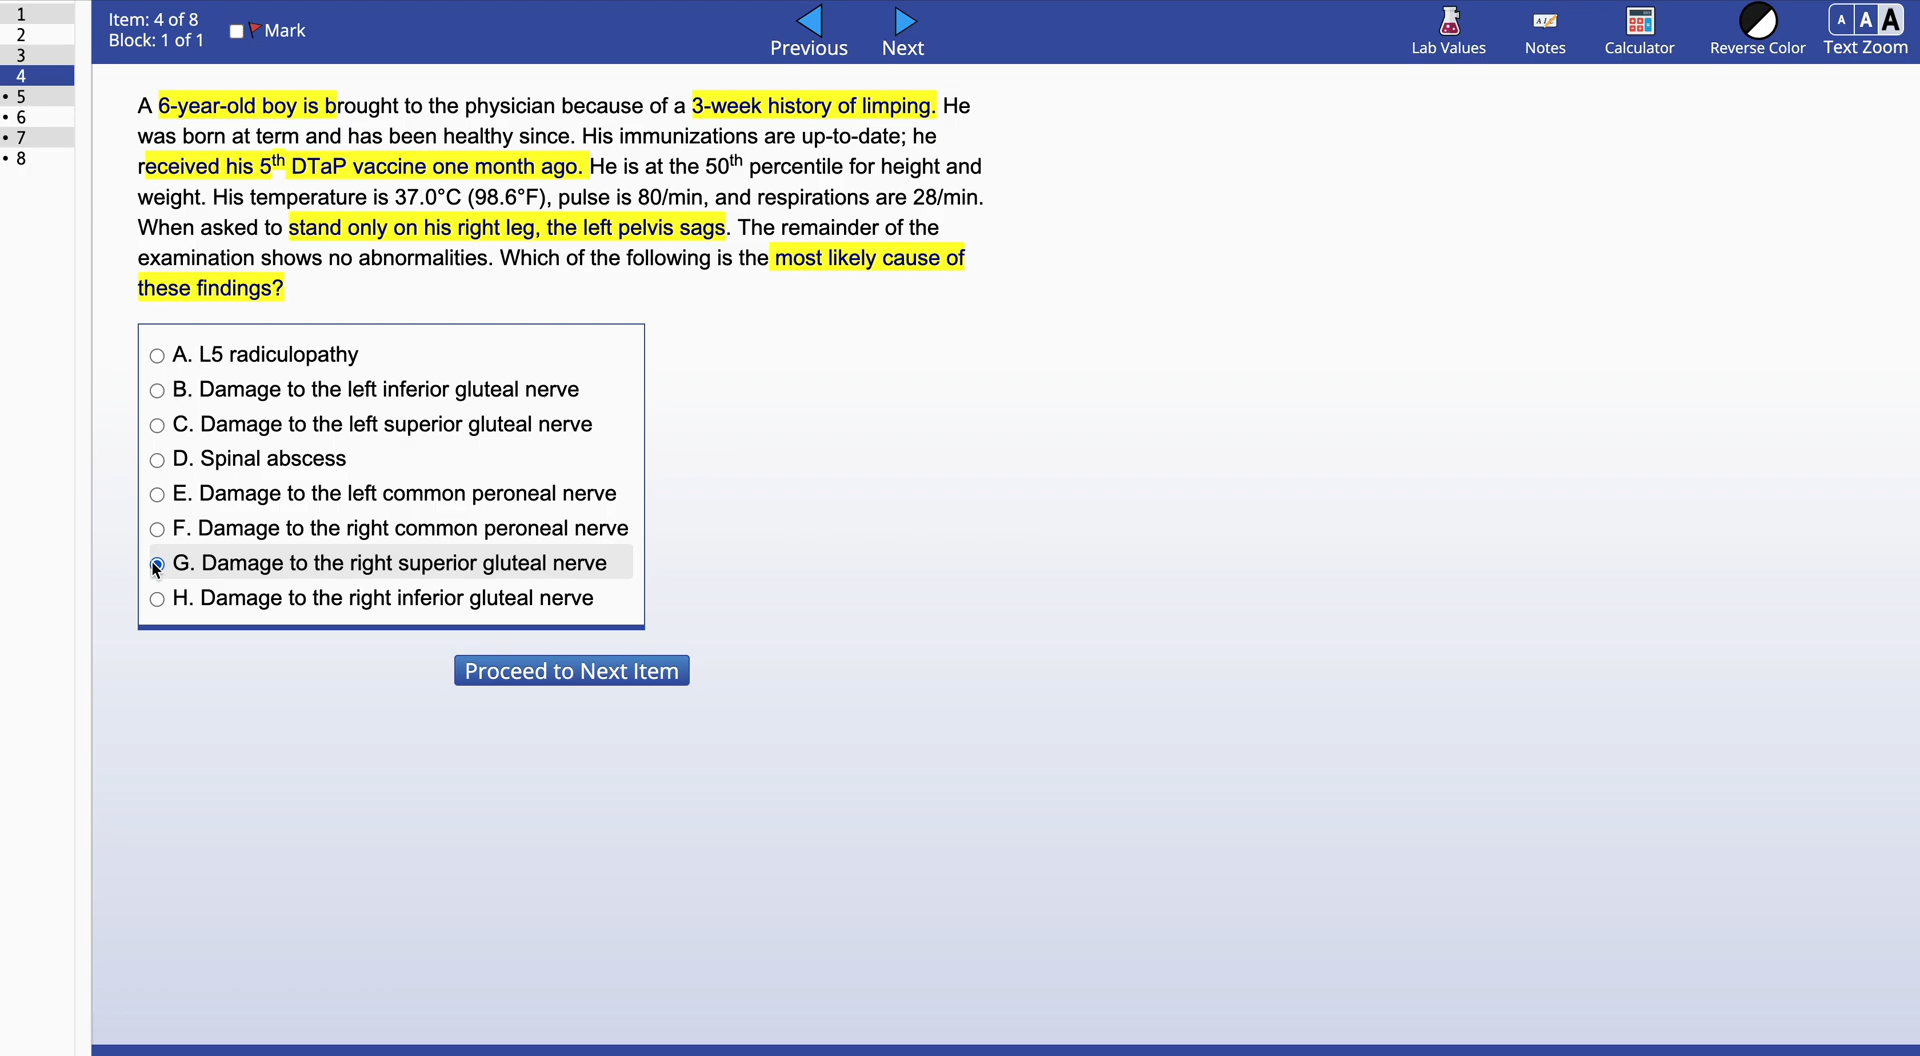 1
2
3
4
• 5
• 6
• 7
• 8
Item: 4 of 8
Block: 1 of 1
Mark
Previous
Next
Lab Values
Notes
Calculator
Reverse Color
A A A
Text Zoom
A 6-year-old boy is brought to the physician because of a 3-week history of limping. He
was born at term and has been healthy since. His immunizations are up-to-date; he
received his 5th DTaP vaccine one month ago. He is at the 50th percentile for height and
weight. His temperature is 37.0°C (98.6°F), pulse is 80/min, and respirations are 28/min.
When asked to stand only on his right leg, the left pelvis sags. The remainder of the
examination shows no abnormalities. Which of the following is the most likely cause of
these findings?
A. L5 radiculopathy
B. Damage to the left inferior gluteal nerve
C. Damage to the left superior gluteal nerve
D. Spinal abscess
E. Damage to the left common peroneal nerve
F. Damage to the right common peroneal nerve
G. Damage to the right superior gluteal nerve
H. Damage to the right inferior gluteal nerve
Proceed to Next Item